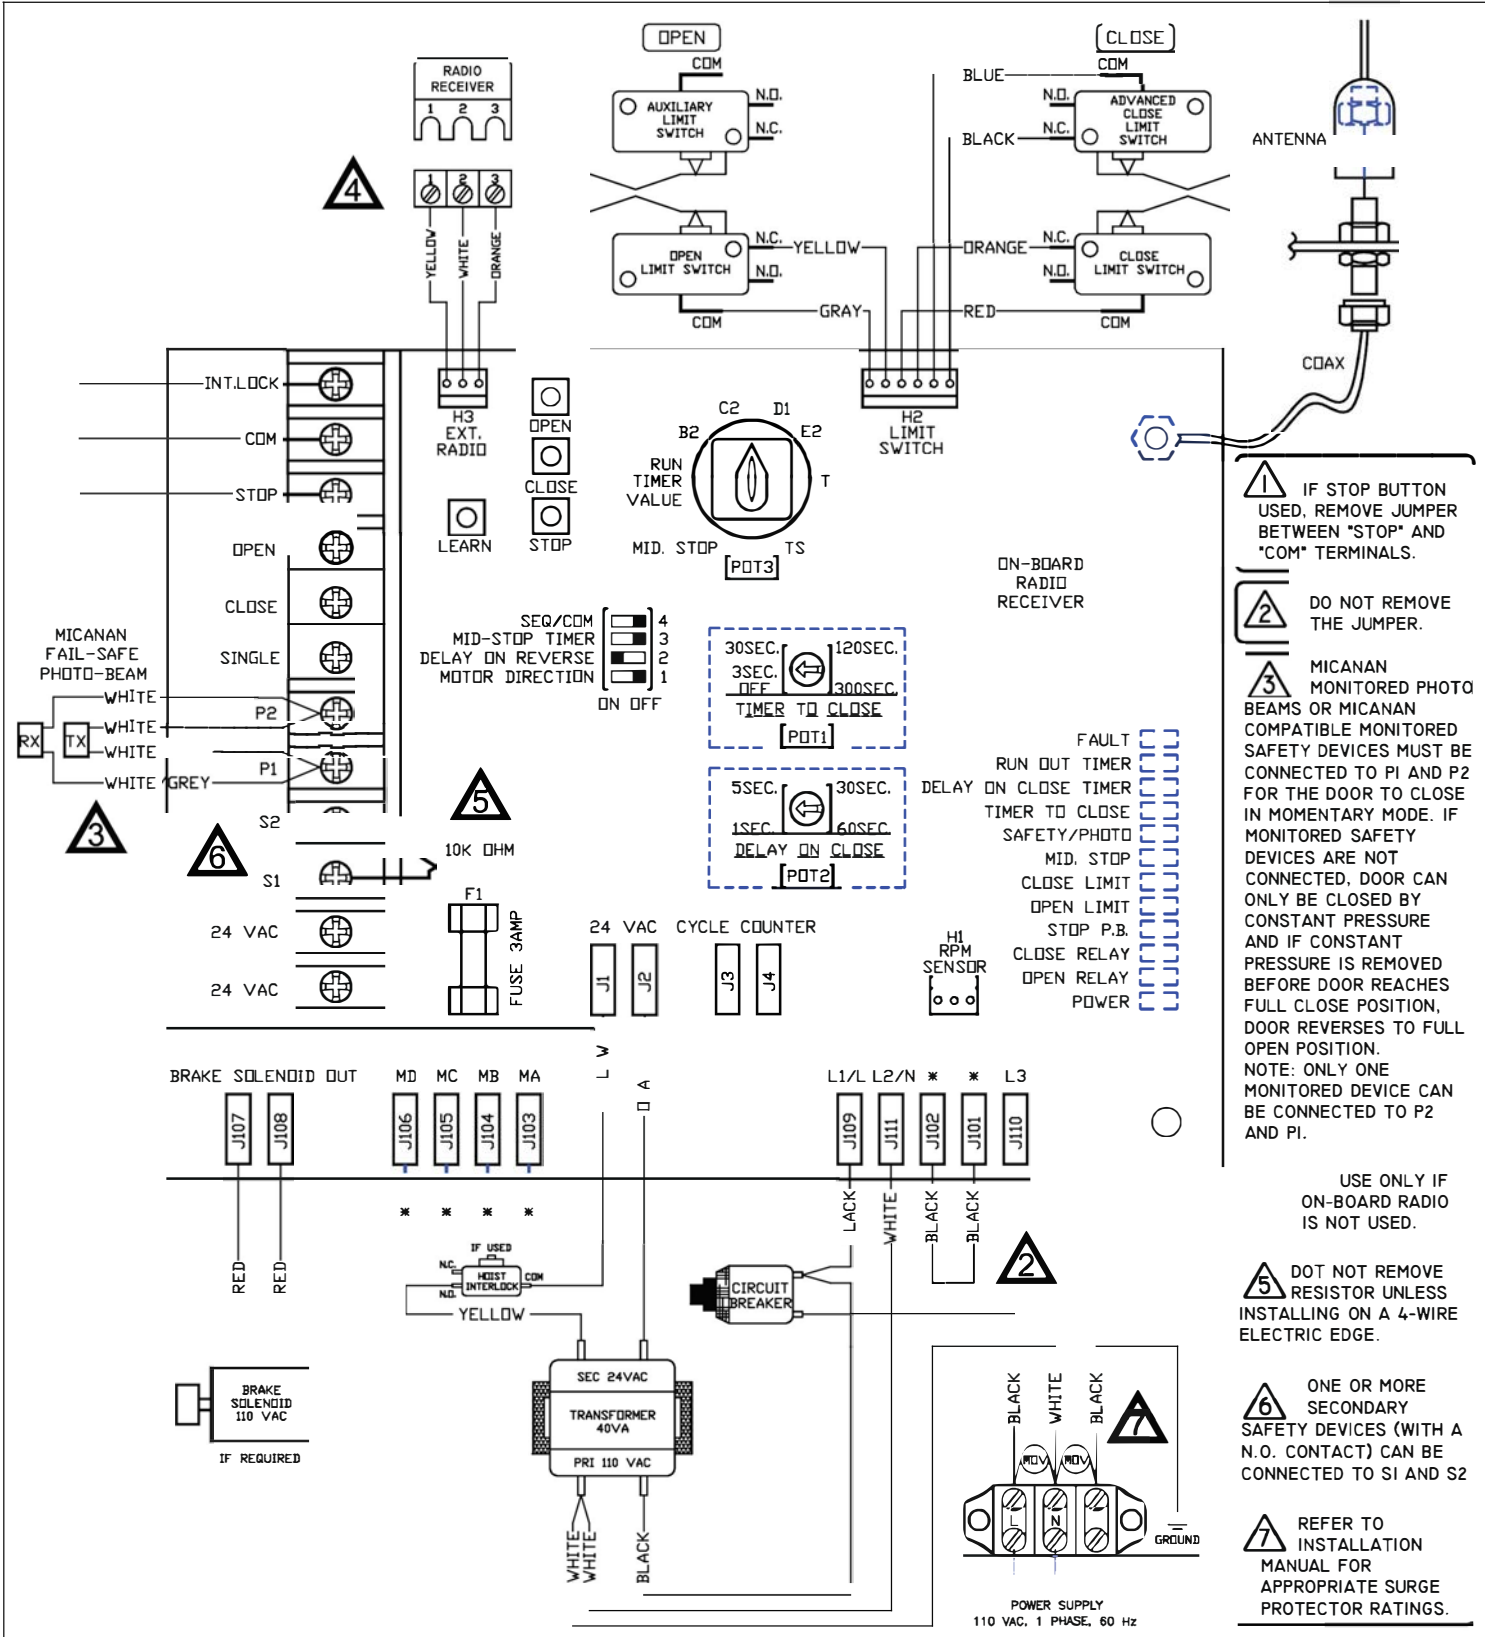 OPEN
CLOSE
COM
COM
BLUE
RADIO
RECEIVER
1 2 3
N.O.
AUXILIARY
LIMIT
SWITCH
N.C.
N.O.
ADVANCED
CLOSE
LIMIT
SWITCH
N.C.
BLACK
ANTENNA
4
1 2 3
YELLOW
WHITE
ORANGE
N.C.
YELLOW
OPEN
LIMIT SWITCH
N.O.
COM
GRAY
ORANGE
N.C.
CLOSE
LIMIT SWITCH
N.O.
RED
COM
COAX
INT.LOCK
COM
STOP
OPEN
CLOSE
SINGLE
P2
P1
S2
S1
24 VAC
24 VAC
H3
EXT.
RADIO
OPEN
CLOSE
STOP
LEARN
C2
D1
B2
E2
RUN
TIMER
VALUE
T
MID. STOP
TS
POT3
H2
LIMIT
SWITCH
ON-BOARD
RADIO
RECEIVER
MICANAN
FAIL-SAFE
PHOTO-BEAM
WHITE
WHITE
WHITE
WHITE/GREY
RX
TX
3
6
5
10K OHM
SEQ/COM 4
MID-STOP TIMER 3
DELAY ON REVERSE 2
MOTOR DIRECTION 1
ON OFF
30SEC. 120SEC.
3SEC.
OFF 300SEC.
TIMER TO CLOSE
POT1
5SEC. 30SEC.
1SEC. 60SEC.
DELAY ON CLOSE
POT2
FAULT
RUN OUT TIMER
DELAY ON CLOSE TIMER
TIMER TO CLOSE
SAFETY/PHOTO
MID. STOP
CLOSE LIMIT
OPEN LIMIT
STOP P.B.
CLOSE RELAY
OPEN RELAY
POWER
F1
FUSE 3AMP
24 VAC
J1
J2
CYCLE COUNTER
J3
J4
H1
RPM
SENSOR
BRAKE SOLENOID OUT
J107
J108
MD MC MB MA
J106
J105
J104
J103
* * * *
L W
O A
L1/L L2/N * * L3
J109
J111
J102
J101
J110
RED
RED
LACK
WHITE
BLACK
BLACK
2
IF USED
N.C.
HOIST
INTERLOCK
COM
N.O.
YELLOW
CIRCUIT
BREAKER
BRAKE
SOLENOID
110 VAC
IF REQUIRED
SEC 24VAC
TRANSFORMER
40VA
PRI 110 VAC
WHITE
WHITE
BLACK
BLACK
WHITE
BLACK
7
MOV
MOV
L
N
GROUND
POWER SUPPLY
110 VAC, 1 PHASE, 60 Hz
1 IF STOP BUTTON
USED, REMOVE JUMPER
BETWEEN "STOP" AND
"COM" TERMINALS.
2 DO NOT REMOVE
THE JUMPER.
3 MICANAN
MONITORED PHOTO
BEAMS OR MICANAN
COMPATIBLE MONITORED
SAFETY DEVICES MUST BE
CONNECTED TO P1 AND P2
FOR THE DOOR TO CLOSE
IN MOMENTARY MODE. IF
MONITORED SAFETY
DEVICES ARE NOT
CONNECTED, DOOR CAN
ONLY BE CLOSED BY
CONSTANT PRESSURE
AND IF CONSTANT
PRESSURE IS REMOVED
BEFORE DOOR REACHES
FULL CLOSE POSITION,
DOOR REVERSES TO FULL
OPEN POSITION.
NOTE: ONLY ONE
MONITORED DEVICE CAN
BE CONNECTED TO P2
AND P1.
USE ONLY IF
ON-BOARD RADIO
IS NOT USED.
5 DOT NOT REMOVE
RESISTOR UNLESS
INSTALLING ON A 4-WIRE
ELECTRIC EDGE.
6 ONE OR MORE
SECONDARY
SAFETY DEVICES (WITH A
N.O. CONTACT) CAN BE
CONNECTED TO S1 AND S2
7 REFER TO
INSTALLATION
MANUAL FOR
APPROPRIATE SURGE
PROTECTOR RATINGS.